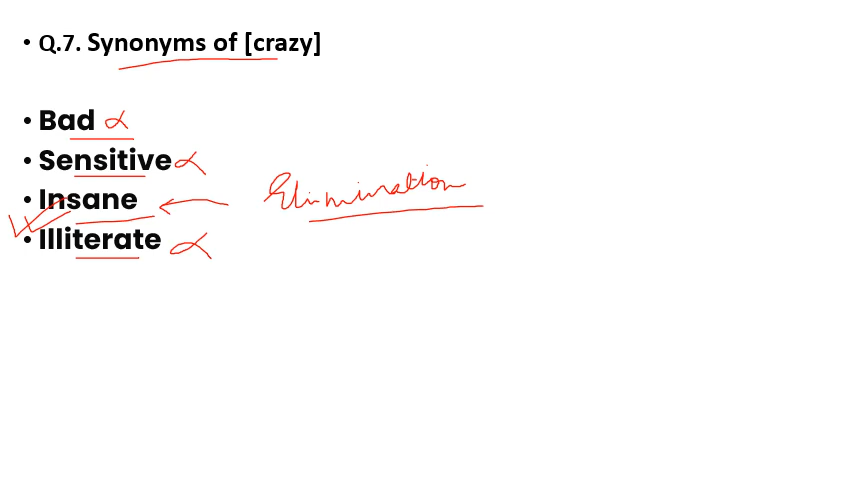 • Q.7. Synonyms of [crazy]
• Bad
• Sensitive
• Insane
Elimination
• Illiterate